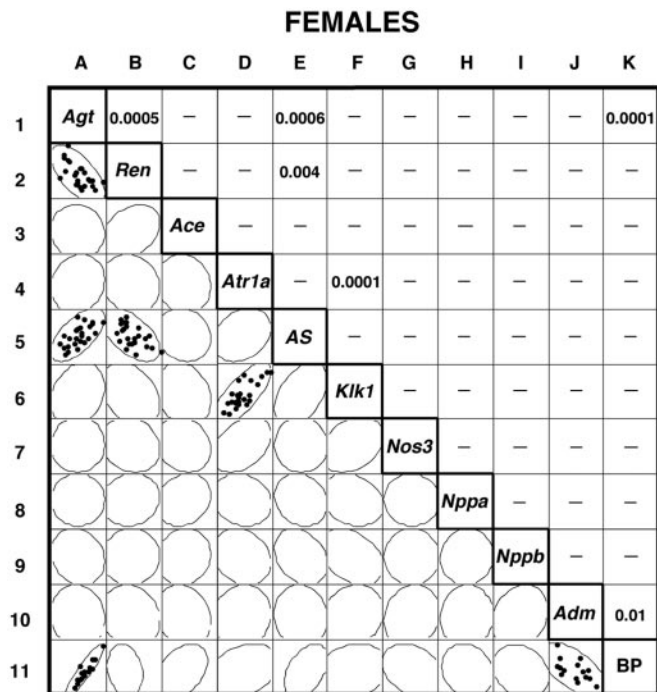 FEMALES
A B C D E F G H I J K
1 Agt 0.0005 – – 0.0006 – – – – – 0.0001
2 Ren – – 0.004 – – – – – –
3 Ace – – – – – – – –
4 Atr1a – 0.0001 – – – – –
5 AS – – – – – –
6 Klk1 – – – – –
7 Nos3 – – – –
8 Nppa – – –
9 Nppb – –
10 Adm 0.01
11 BP